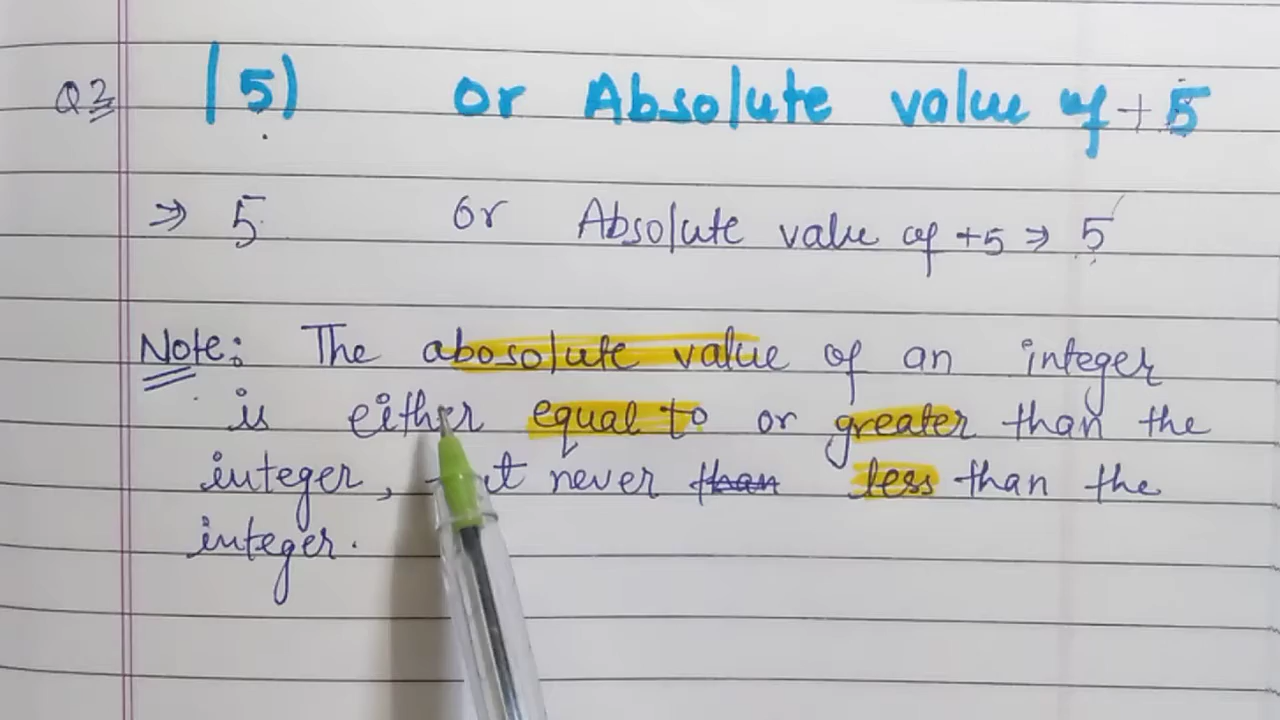 Q2 |5) or Absolute value of +5
⇒ 5 or Absolute value of +5 ⇒ 5
Note: The abosolute value of an integer
is either equal to or greater than the
integer, never than less than the
integer.